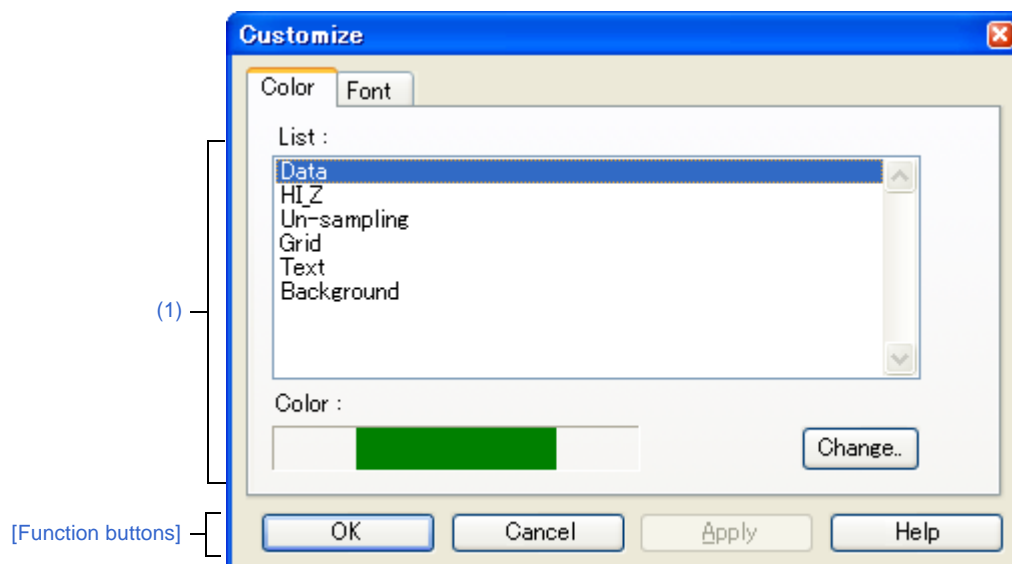 Customize
Color Font
List :
Data
HI_Z
Un-sampling
Grid
Text
Background
(1)
Color :
Change..
[Function buttons]
OK Cancel Apply Help